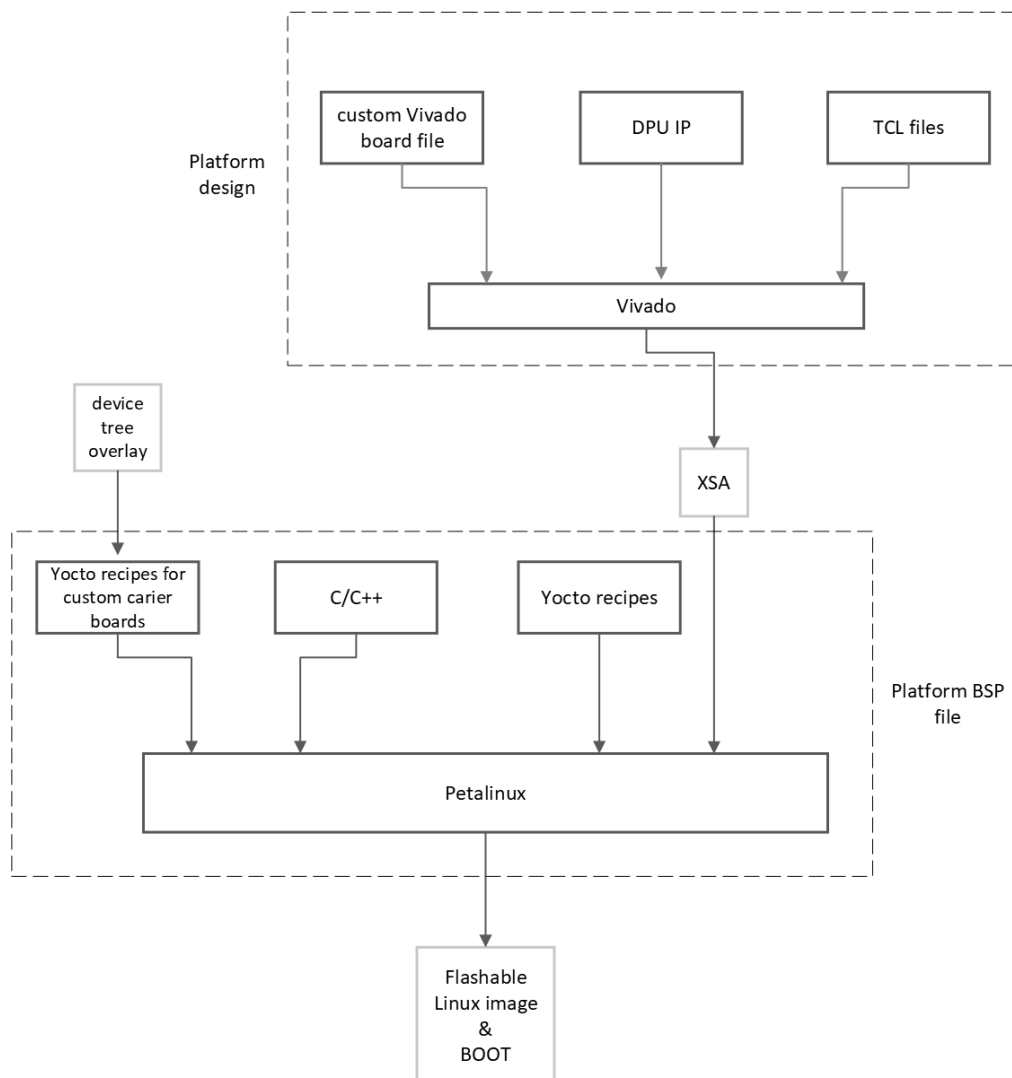 custom Vivado
board file
DPU IP
TCL files
Platform
design
Vivado
device
tree
overlay
XSA
Yocto recipes for
custom carier
boards
C/C++
Yocto recipes
Platform BSP
file
Petalinux
Flashable
Linux image
&
BOOT